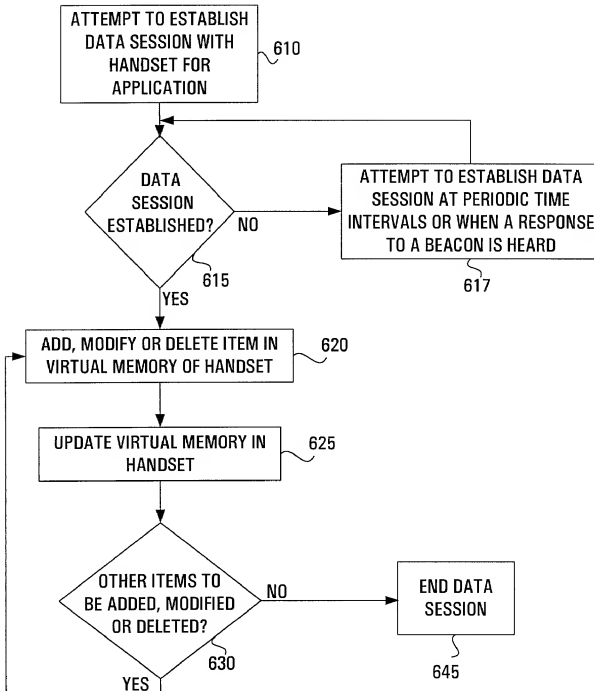 ATTEMPT TO ESTABLISH
DATA SESSION WITH
HANDSET FOR
APPLICATION
610
DATA
SESSION
ESTABLISHED?
NO
615
YES
ATTEMPT TO ESTABLISH DATA
SESSION AT PERIODIC TIME
INTERVALS OR WHEN A RESPONSE
TO A BEACON IS HEARD
617
ADD, MODIFY OR DELETE ITEM IN
VIRTUAL MEMORY OF HANDSET
620
UPDATE VIRTUAL MEMORY IN
HANDSET
625
OTHER ITEMS TO
BE ADDED, MODIFIED
OR DELETED?
NO
630
YES
END DATA
SESSION
645